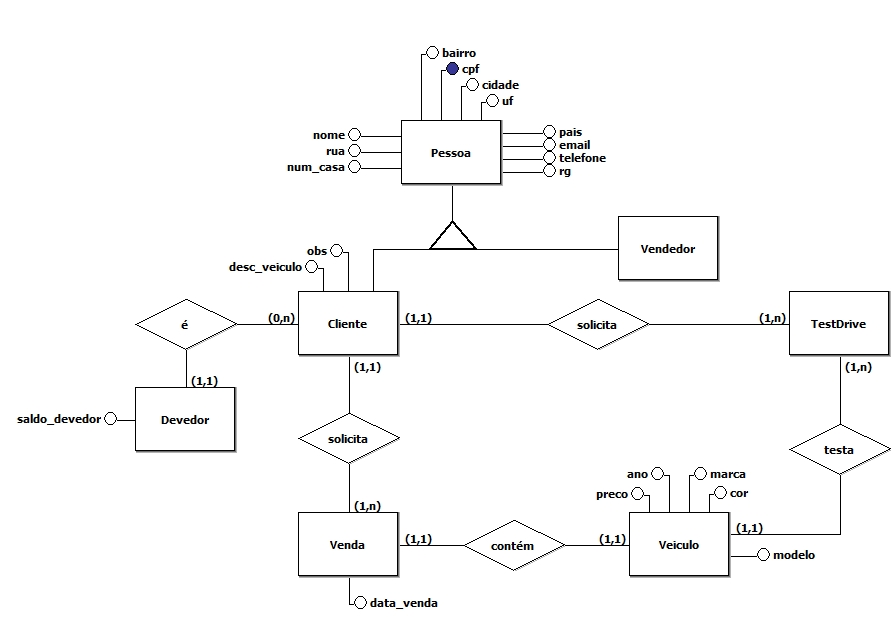 bairro
cpf
cidade
uf
nome
rua
num_casa
Pessoa
pais
email
telefone
rg
Vendedor
obs
desc_veiculo
é
(0,n)
Cliente
(1,1)
solicita
(1,n)
TestDrive
(1,1)
(1,1)
(1,n)
saldo_devedor
Devedor
solicita
testa
ano
marca
preco
cor
(1,n)
Venda
(1,1)
contém
(1,1)
Veiculo
(1,1)
modelo
data_venda